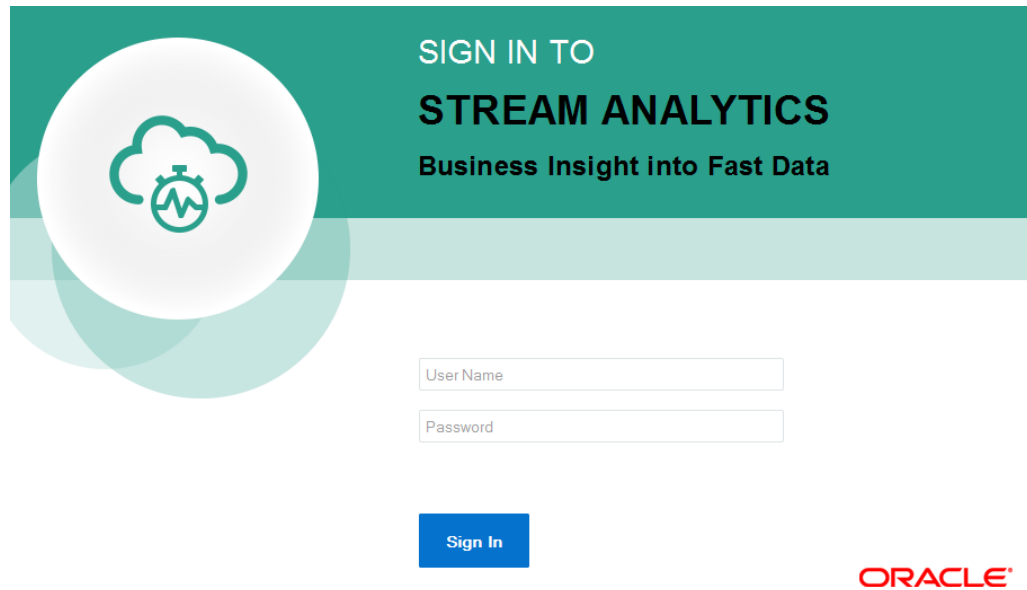 SIGN IN TO
STREAM ANALYTICS
Business Insight into Fast Data
User Name
Password
Sign In
ORACLE®